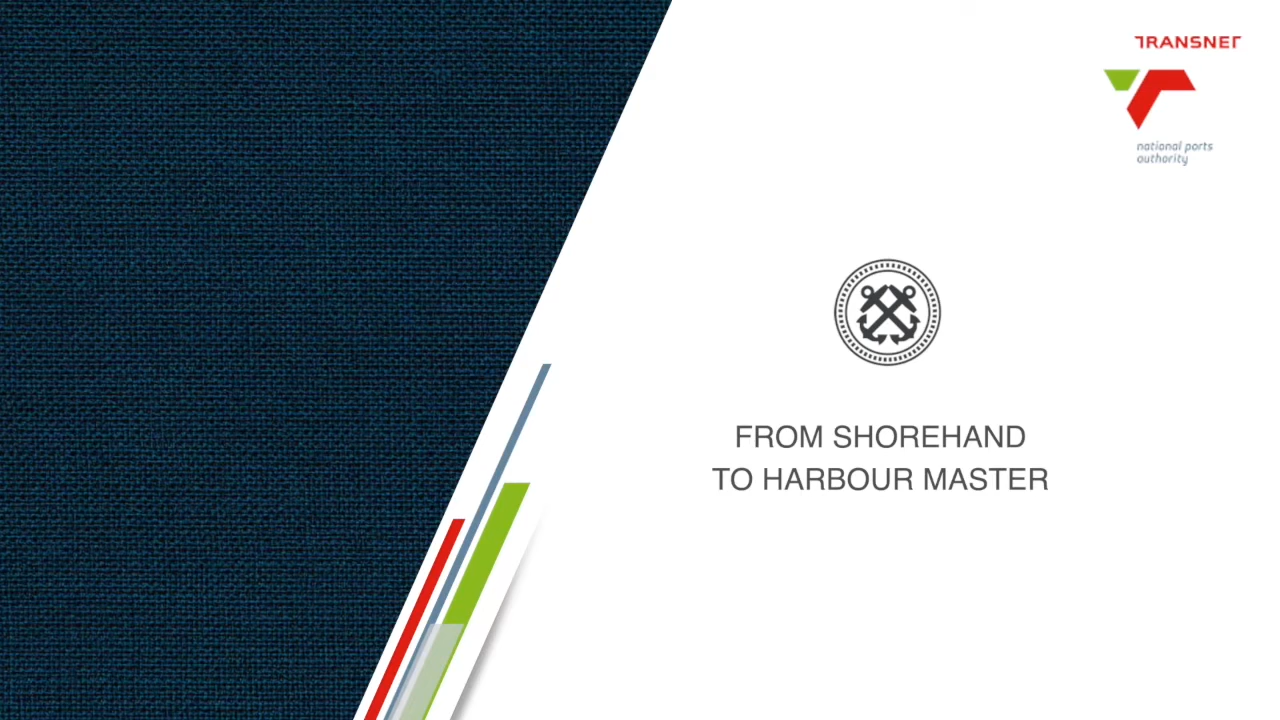 TRANSNET
national ports
authority
FROM SHOREHAND
TO HARBOUR MASTER